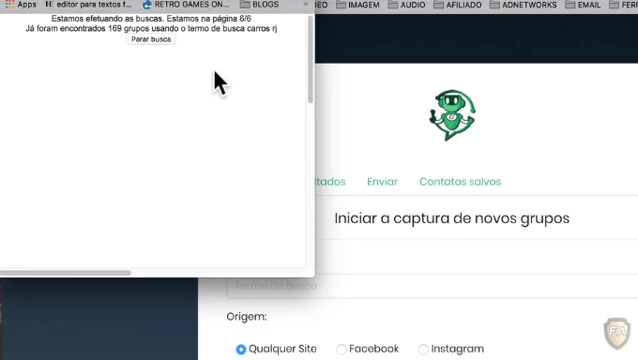 Apps
editor para textos f...
RETRO GAMES ON...
BLOGS
»
IMAGEM
AUDIO
AFILIADO
ADNETWORKS
EMAIL
Estamos efetuando as buscas. Estamos na página 6/6
Já foram encontrados 169 grupos usando o termo de busca carros rj
Parar busca
Enviar
Contatos salvos
Iniciar a captura de novos grupos
Termo de busca
Origem:
Qualquer Site
Facebook
Instagram
FA